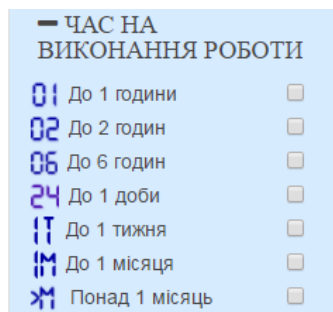 ЧАС НА
ВИКОНАННЯ РОБОТИ
01 До 1 години
02 До 2 годин
06 До 6 годин
24 До 1 доби
1Т До 1 тижня
1М До 1 місяця
>М Понад 1 місяць